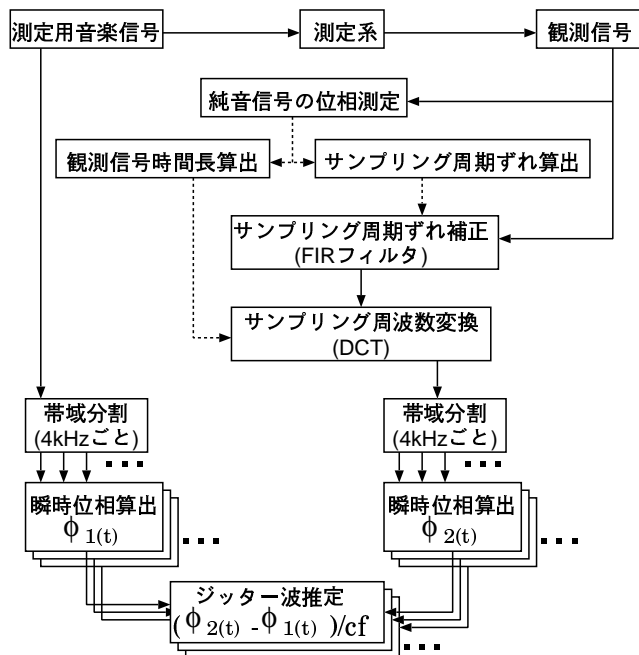 測定用音楽信号
測定系
観測信号
純音信号の位相測定
観測信号時間長算出
サンプリング周期ずれ算出
サンプリング周期ずれ補正
(FIRフィルタ)
サンプリング周波数変換
(DCT)
帯域分割
(4kHzごと)
帯域分割
(4kHzごと)
瞬時位相算出
ϕ 1(t)
瞬時位相算出
ϕ 2(t)
ジッター波推定
(ϕ 2(t) -ϕ 1(t) )/cf